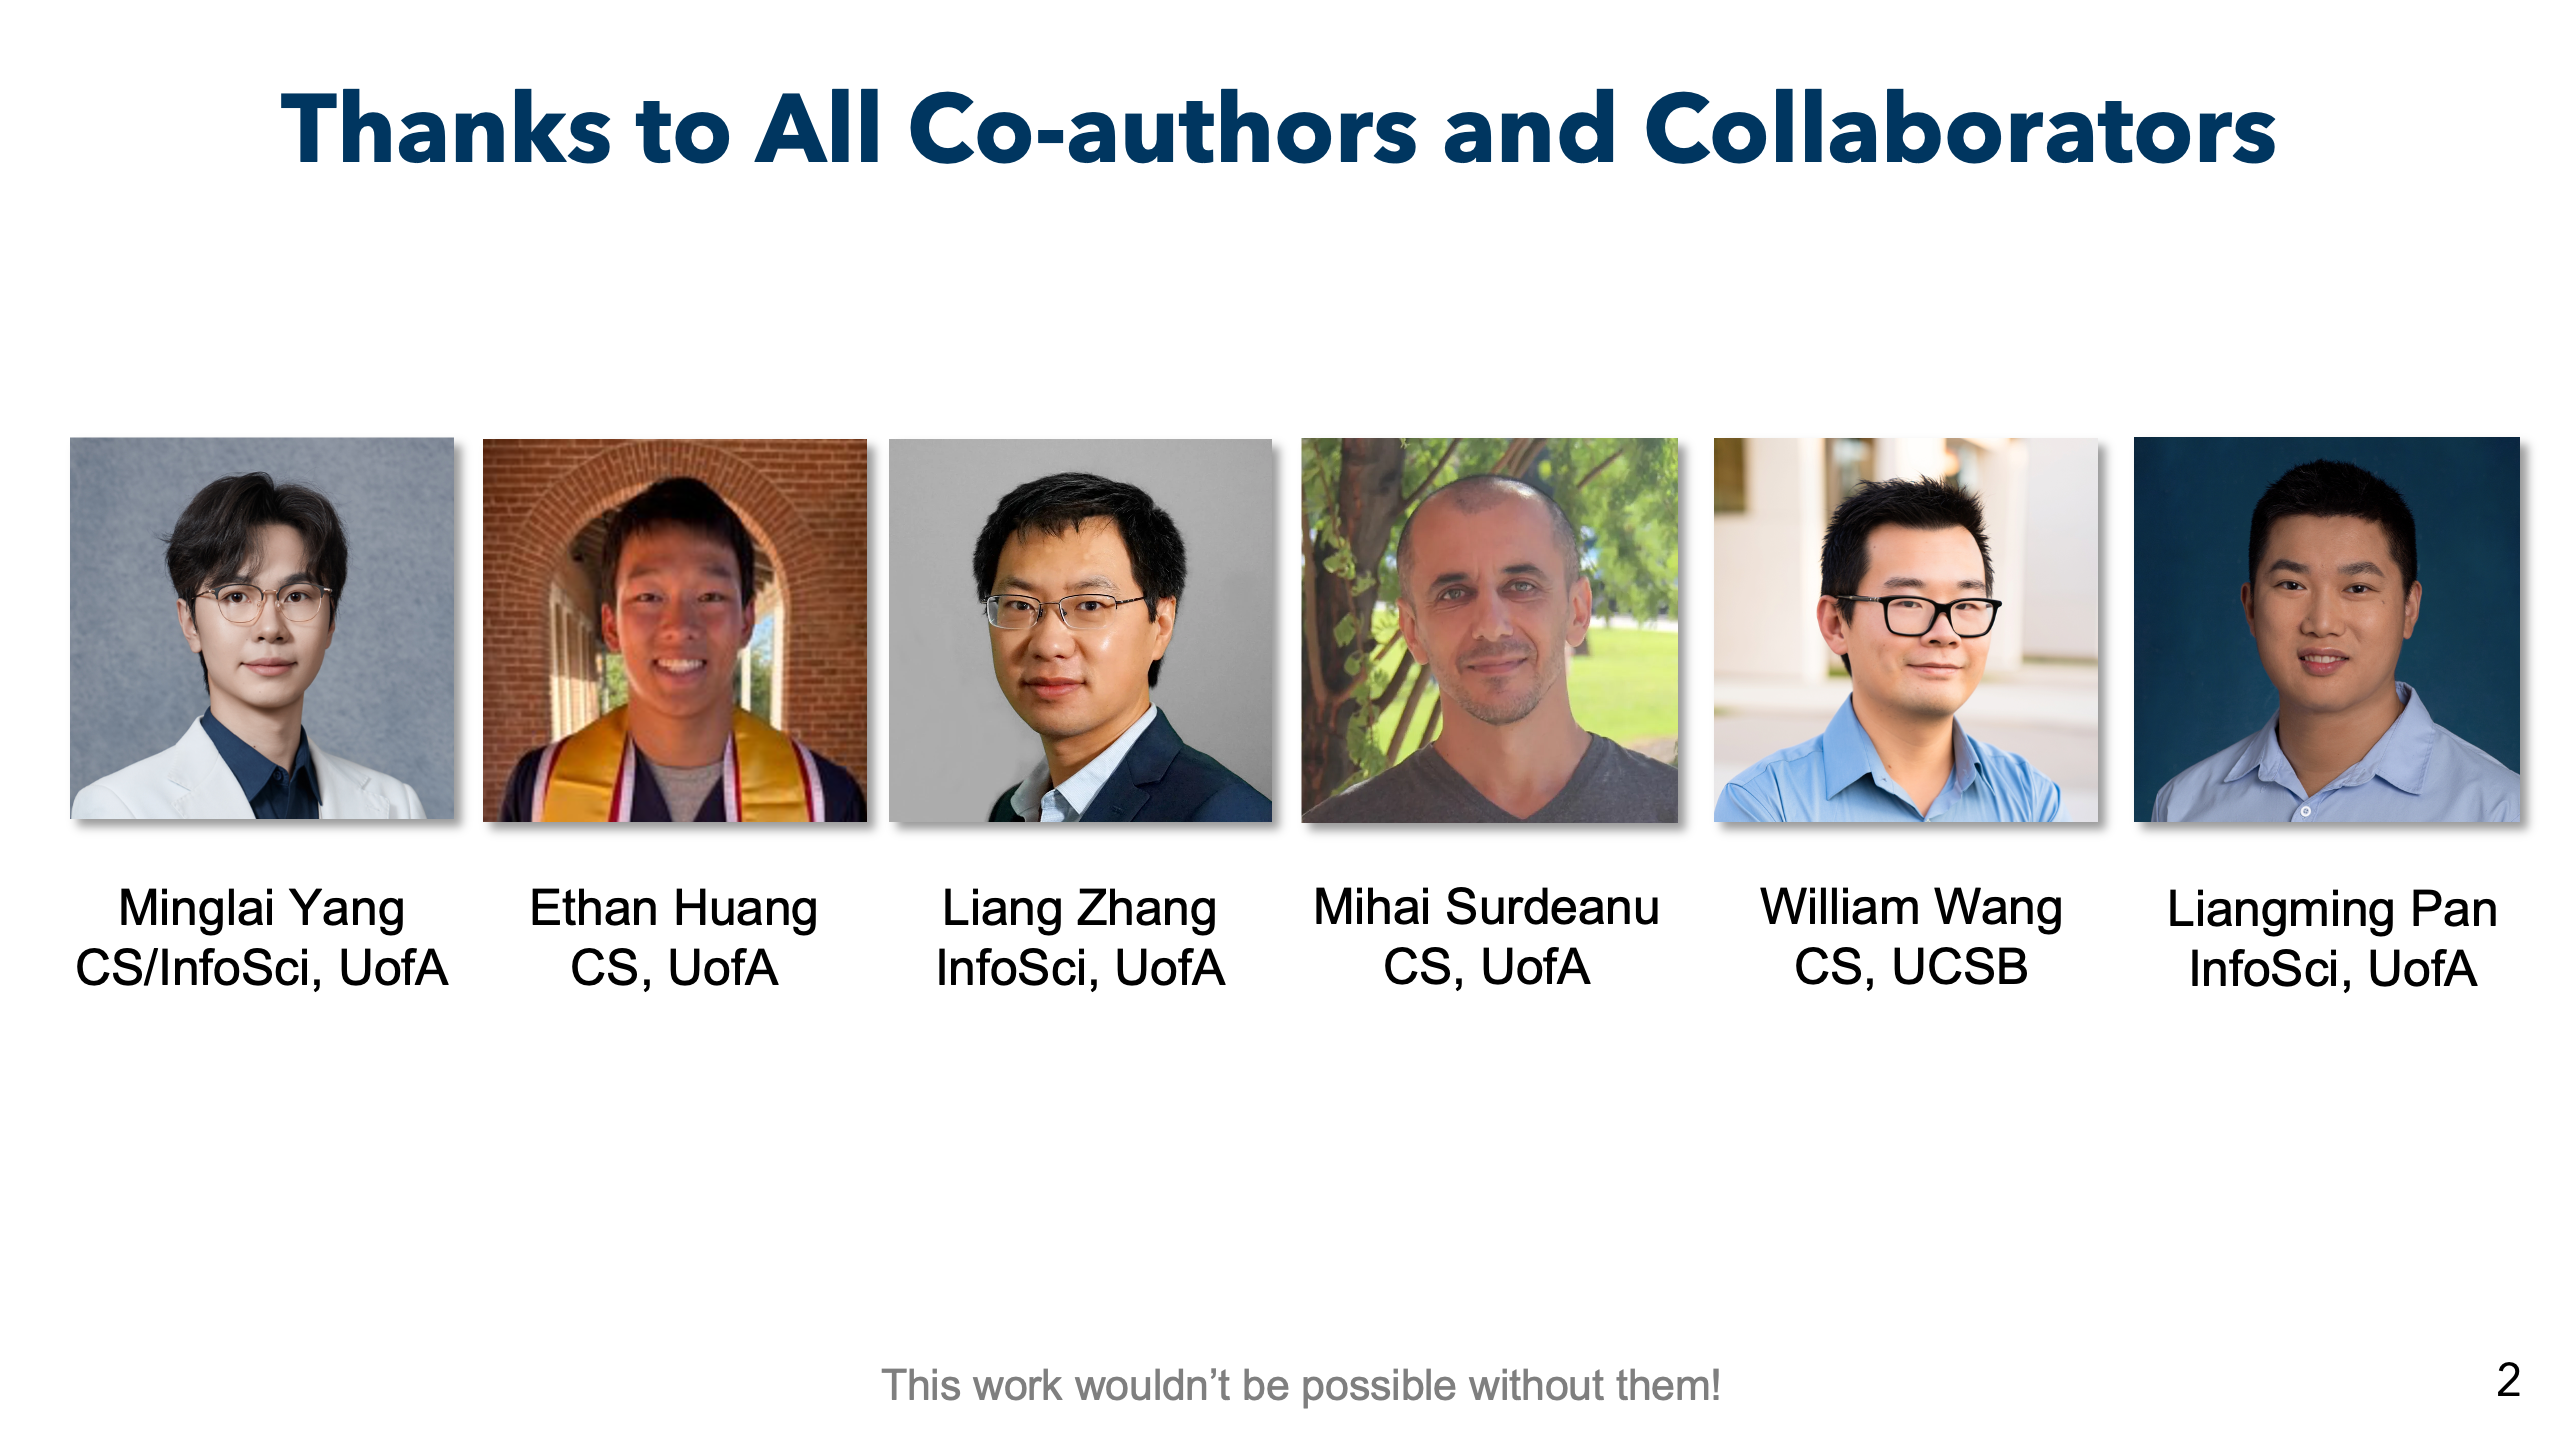 Thanks to All Co-authors and Collaborators
Minglai Yang
CS/InfoSci, UofA
Ethan Huang
CS, UofA
Liang Zhang
InfoSci, UofA
Mihai Surdeanu
CS, UofA
William Wang
CS, UCSB
Liangming Pan
InfoSci, UofA
This work wouldn’t be possible without them!
2